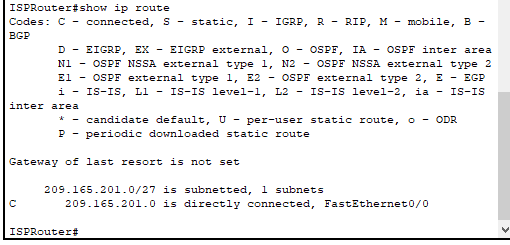 ISPRouter#show ip route
Codes: C - connected, S - static, I - IGRP, R - RIP, M - mobile, B -
BGP
       D - EIGRP, EX - EIGRP external, O - OSPF, IA - OSPF inter area
       N1 - OSPF NSSA external type 1, N2 - OSPF NSSA external type 2
       E1 - OSPF external type 1, E2 - OSPF external type 2, E - EGP
       i - IS-IS, L1 - IS-IS level-1, L2 - IS-IS level-2, ia - IS-IS
inter area
       * - candidate default, U - per-user static route, o - ODR
       P - periodic downloaded static route
Gateway of last resort is not set
     209.165.201.0/27 is subnetted, 1 subnets
C       209.165.201.0 is directly connected, FastEthernet0/0
ISPRouter#